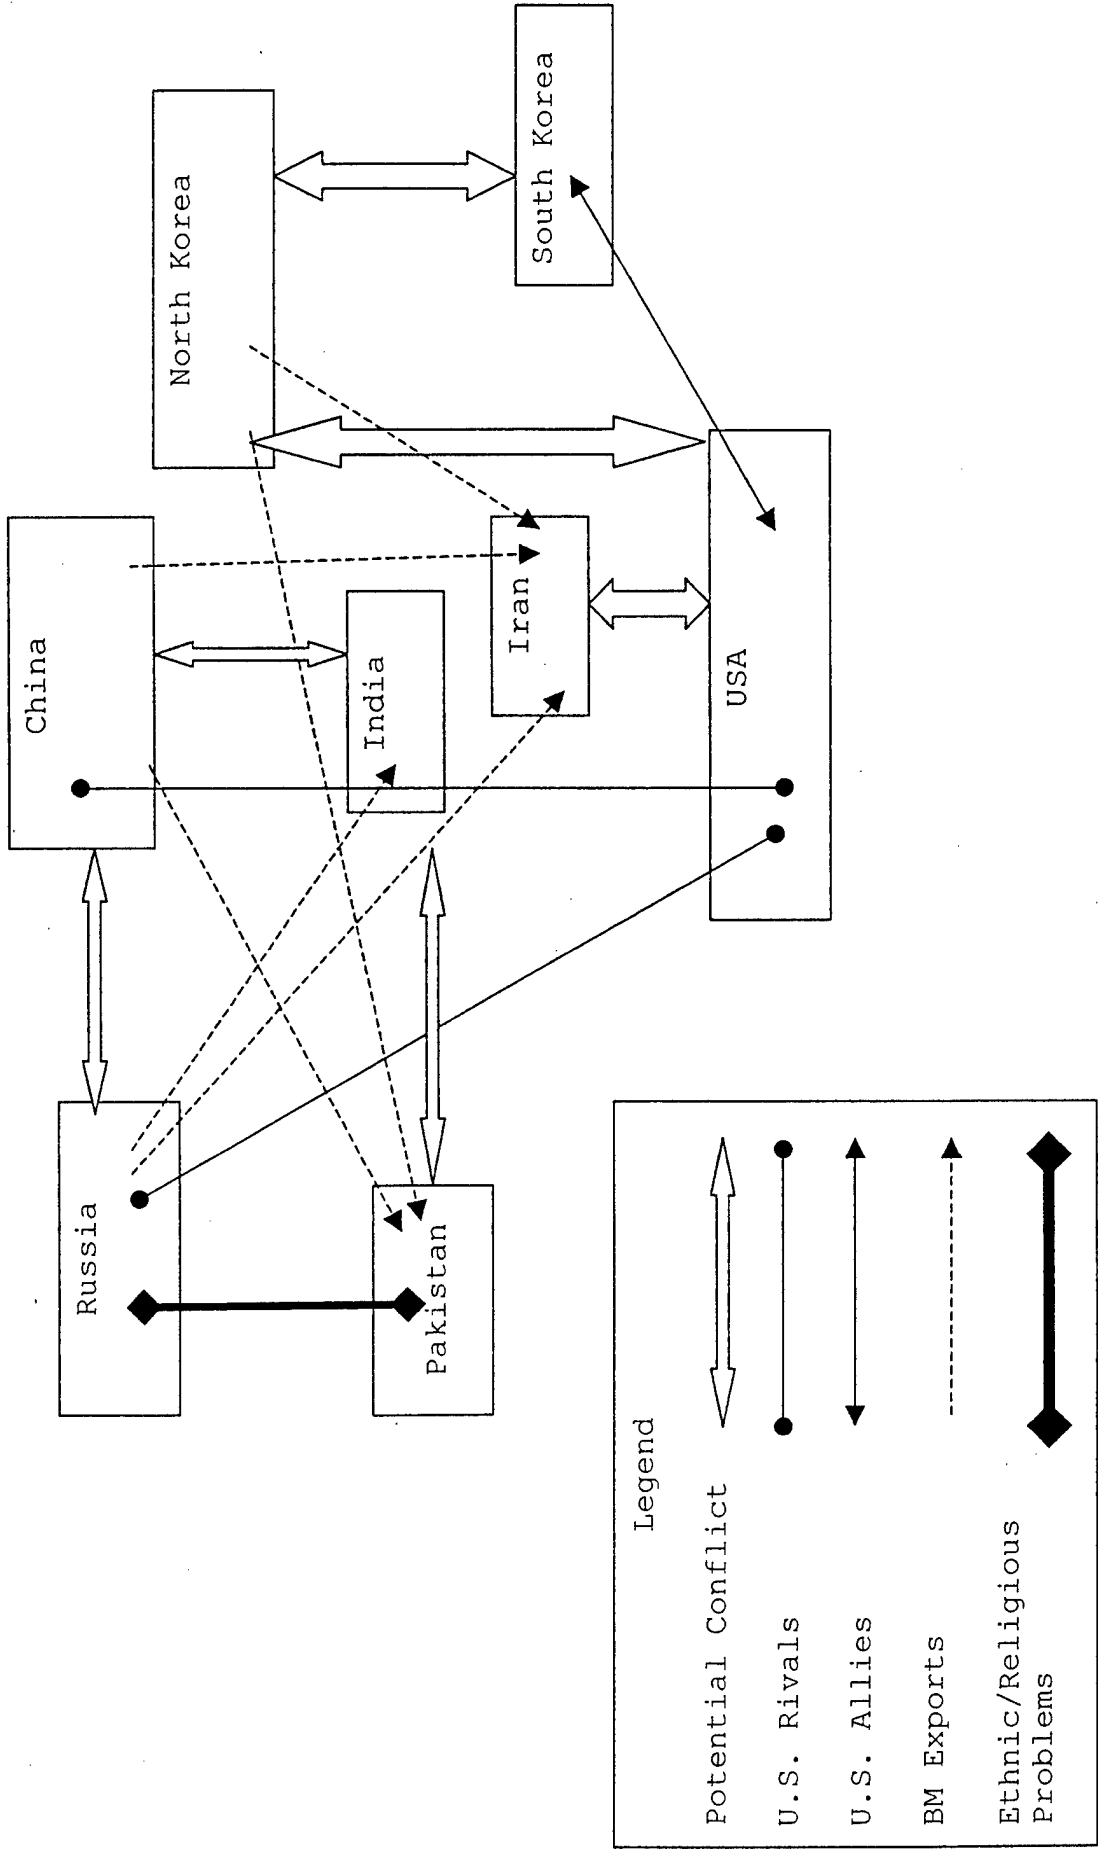 Russia
China
North Korea
Pakistan
India
Iran
South Korea
USA
Legend
Potential Conflict
U.S. Rivals
U.S. Allies
BM Exports
Ethnic/Religious
Problems